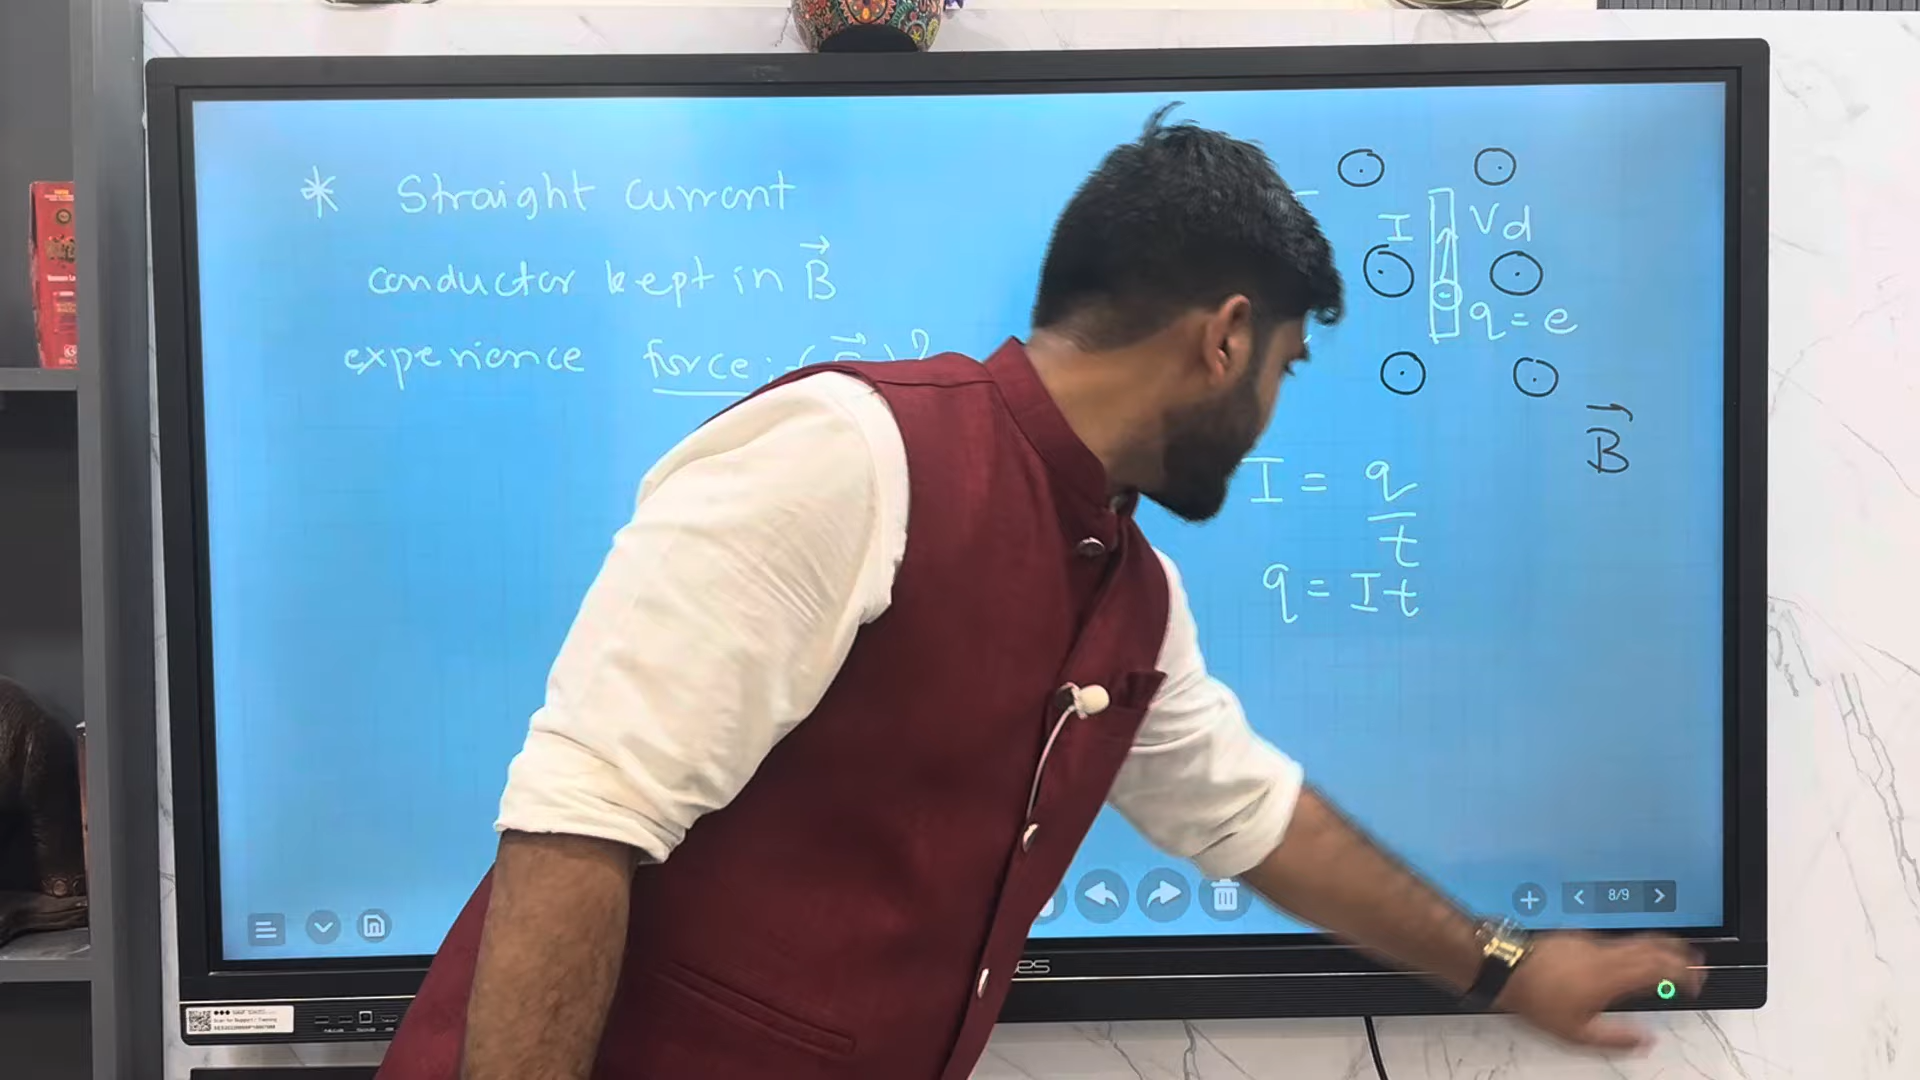 * Straight current
conductor kept in B⃗
experience force :-
I Vd
q = e
B⃗
I = q/t
q = It
8/9